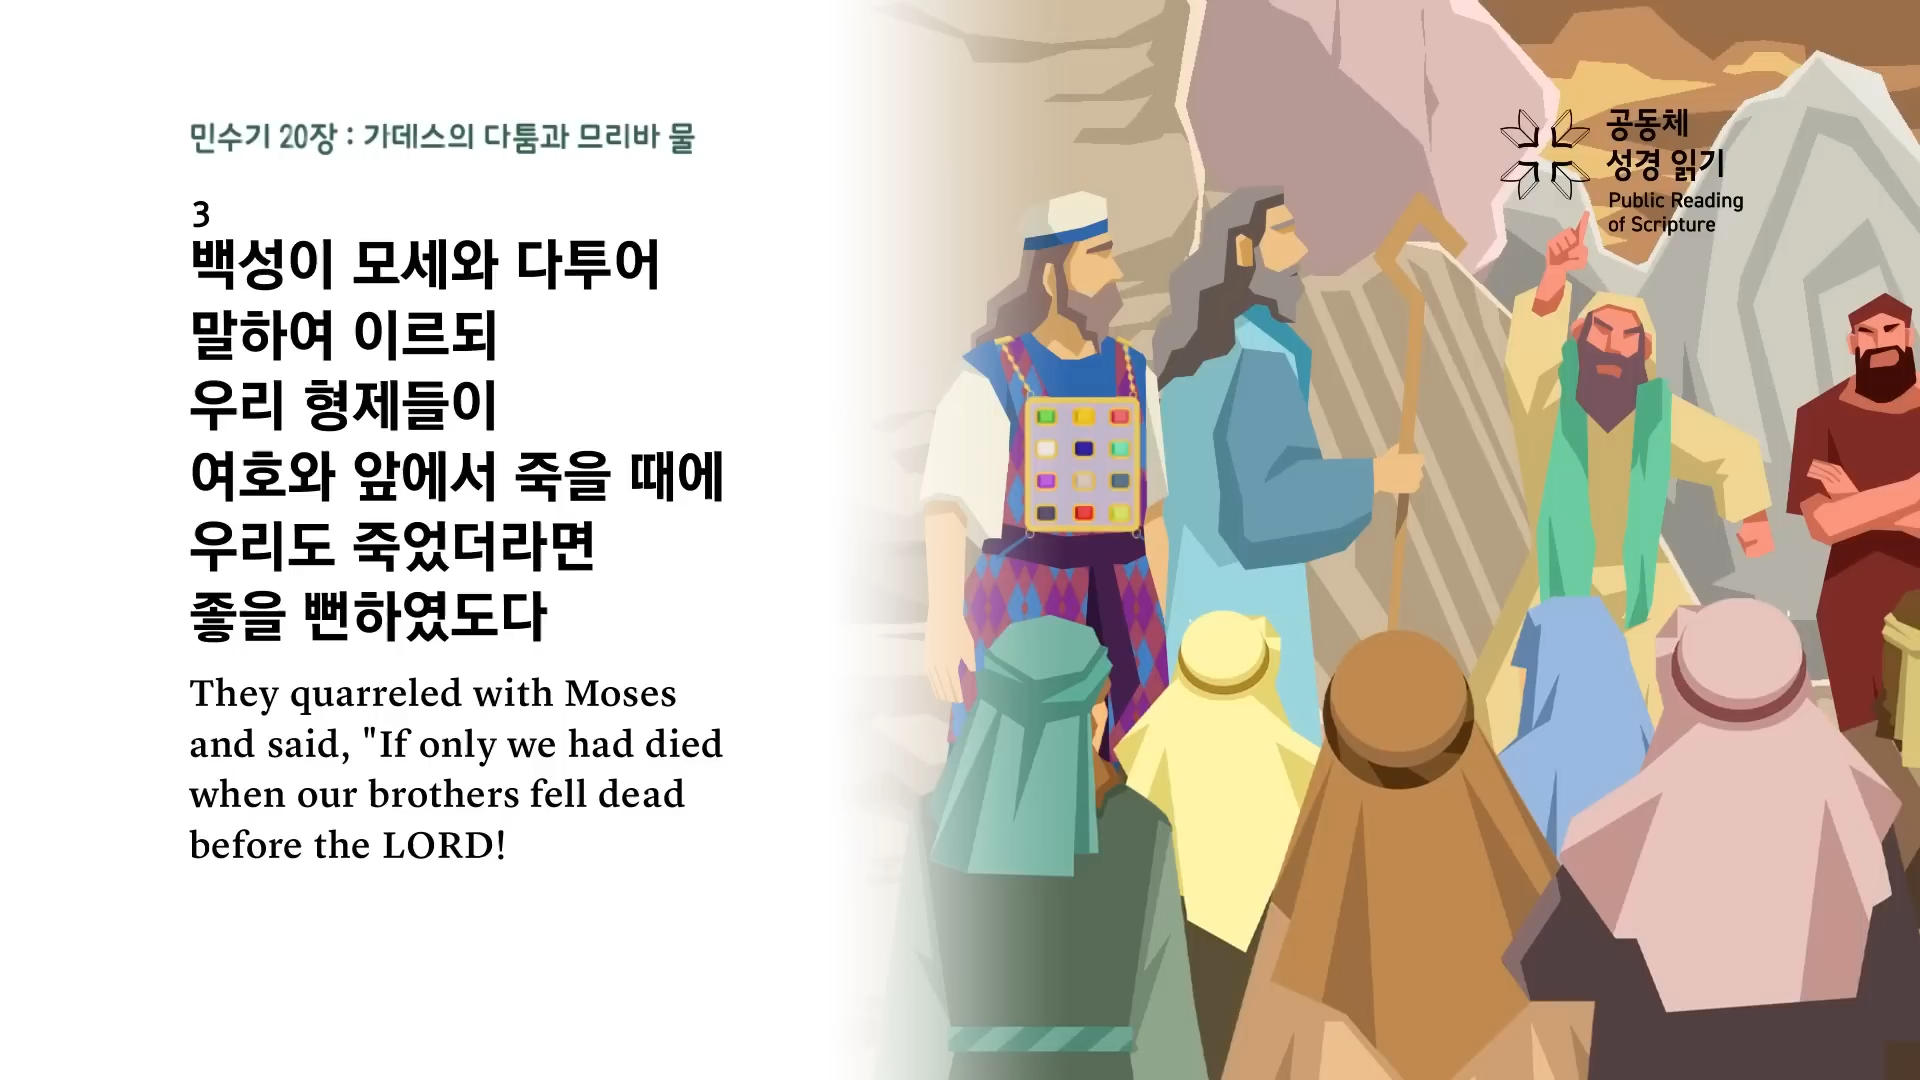 민수기 20장 : 가데스의 다툼과 므리바 물
3
백성이 모세와 다투어
말하여 이르되
우리 형제들이
여호와 앞에서 죽을 때에
우리도 죽었더라면
좋을 뻔하였도다
They quarreled with Moses
and said, "If only we had died
when our brothers fell dead
before the LORD!
공동체
성경 읽기
Public Reading
of Scripture